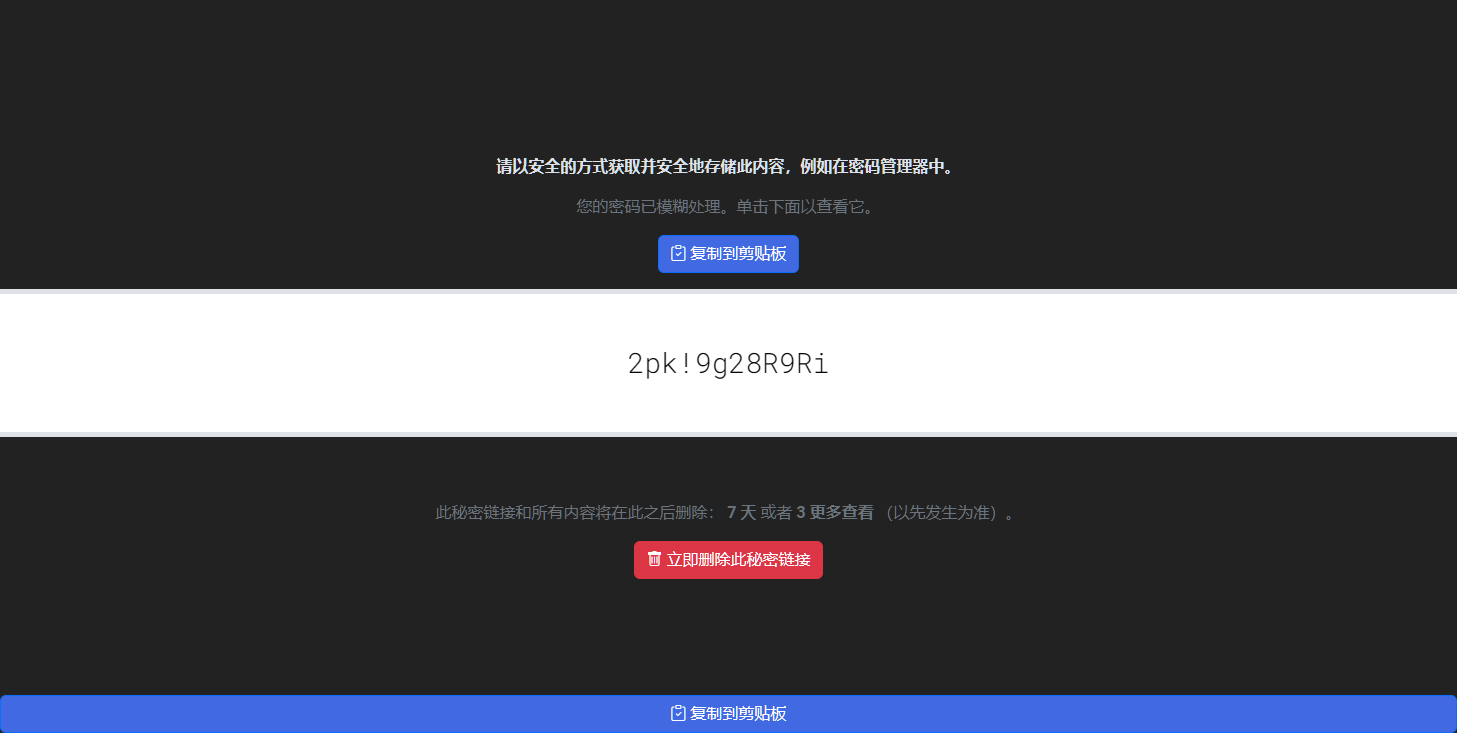 请以安全的方式获取并安全地存储此内容，例如在密码管理器中。
您的密码已模糊处理。单击下面以查看它。
复制到剪贴板
2pk!9g28R9Ri
此秘密链接和所有内容将在此之后删除： 7 天 或者 3 更多查看 （以先发生为准）。
立即删除此秘密链接
复制到剪贴板